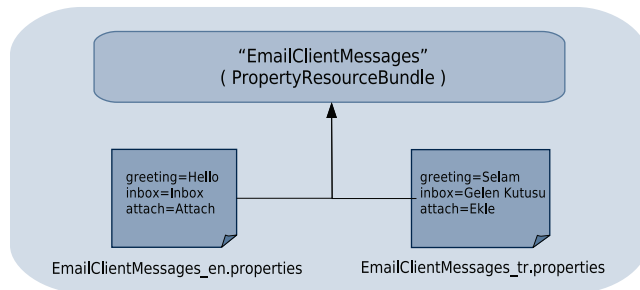 “EmailClientMessages”
( PropertyResourceBundle )
greeting=Hello
inbox=Inbox
attach=Attach
EmailClientMessages_en.properties
greeting=Selam
inbox=Gelen Kutusu
attach=Ekle
EmailClientMessages_tr.properties